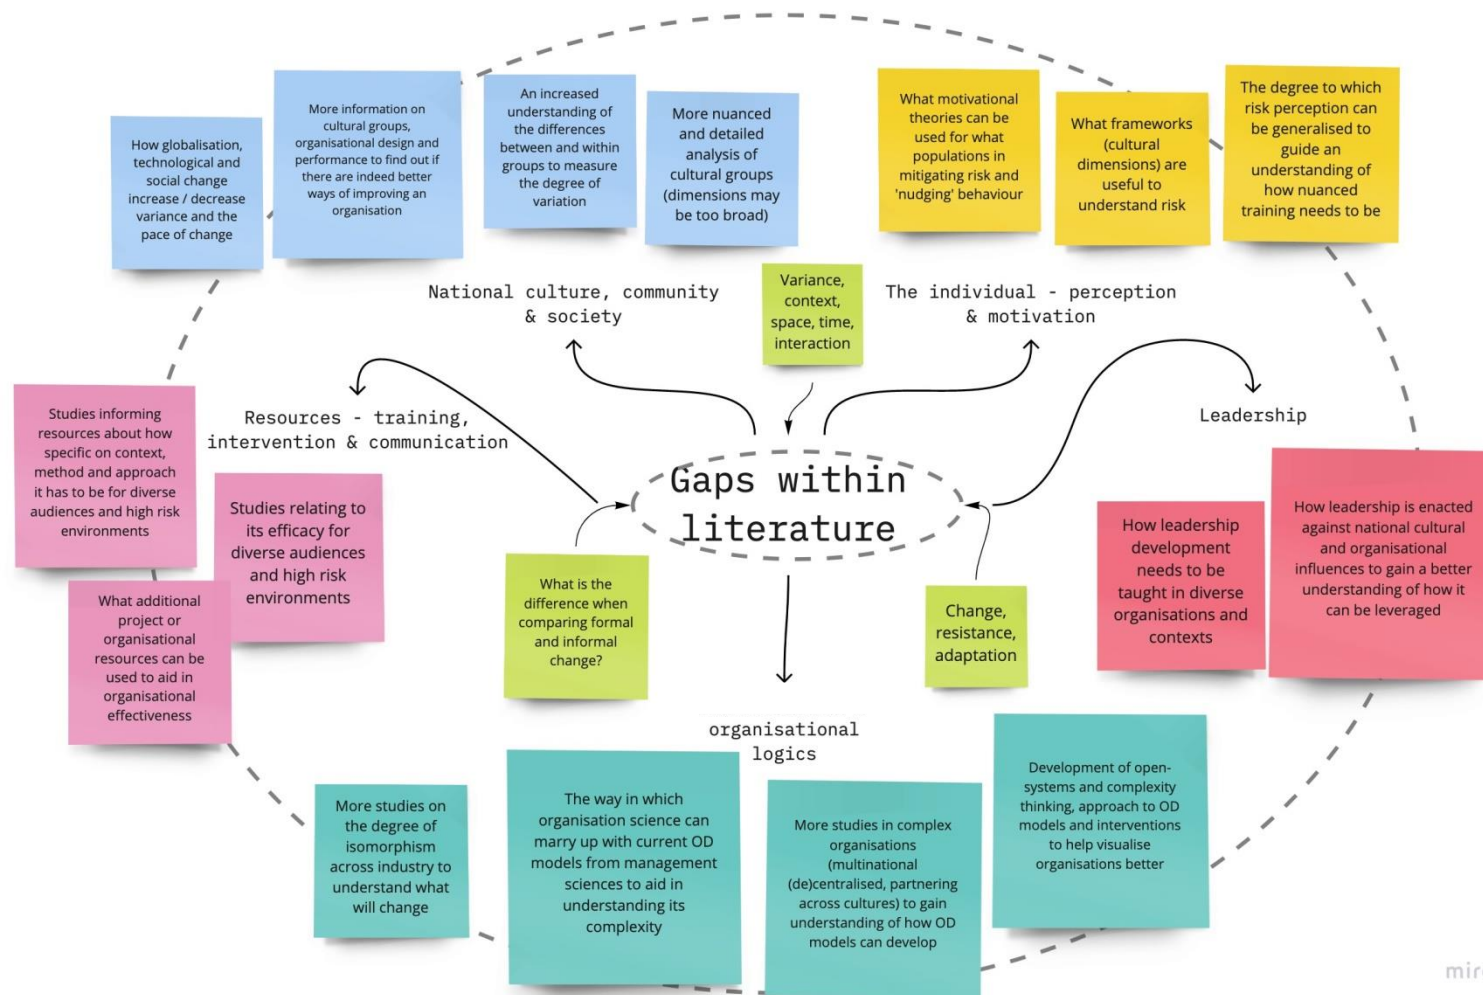 How globalisation,
technological and
social change
increase / decrease
variance and the
pace of change
More information on
cultural groups,
organisational design and
performance to find out if
there are indeed better
ways of improving an
organisation
An increased
understanding of
the differences
between and within
groups to measure
the degree of
variation
More nuanced
and detailed
analysis of
cultural groups
(dimensions may
be too broad)
What motivational
theories can be
used for what
populations in
mitigating risk and
'nudging' behaviour
What frameworks
(cultural
dimensions) are
useful to
understand risk
The degree to which
risk perception can
be generalised to
guide an
understanding of
how nuanced
training needs to be
National culture, community
& society
Variance,
context,
space, time,
interaction
The individual - perception
& motivation
Resources - training,
intervention & communication
Leadership
Gaps within
literature
Studies informing
resources about how
specific on context,
method and approach
it has to be for diverse
audiences and high risk
environments
Studies relating to
its efficacy for
diverse audiences
and high risk
environments
What additional
project or
organisational
resources can be
used to aid in
organisational
effectiveness
What is the
difference when
comparing formal
and informal
change?
Change,
resistance,
adaptation
How leadership
development
needs to be
taught in diverse
organisations and
contexts
How leadership is enacted
against national cultural
and organisational
influences to gain a better
understanding of how it
can be leveraged
organisational
logics
More studies on
the degree of
isomorphism
across industry to
understand what
will change
The way in which
organisation science can
marry up with current OD
models from management
sciences to aid in
understanding its
complexity
More studies in complex
organisations
(multinational
(de)centralised, partnering
across cultures) to gain
understanding of how OD
models can develop
Development of open-
systems and complexity
thinking, approach to OD
models and interventions
to help visualise
organisations better